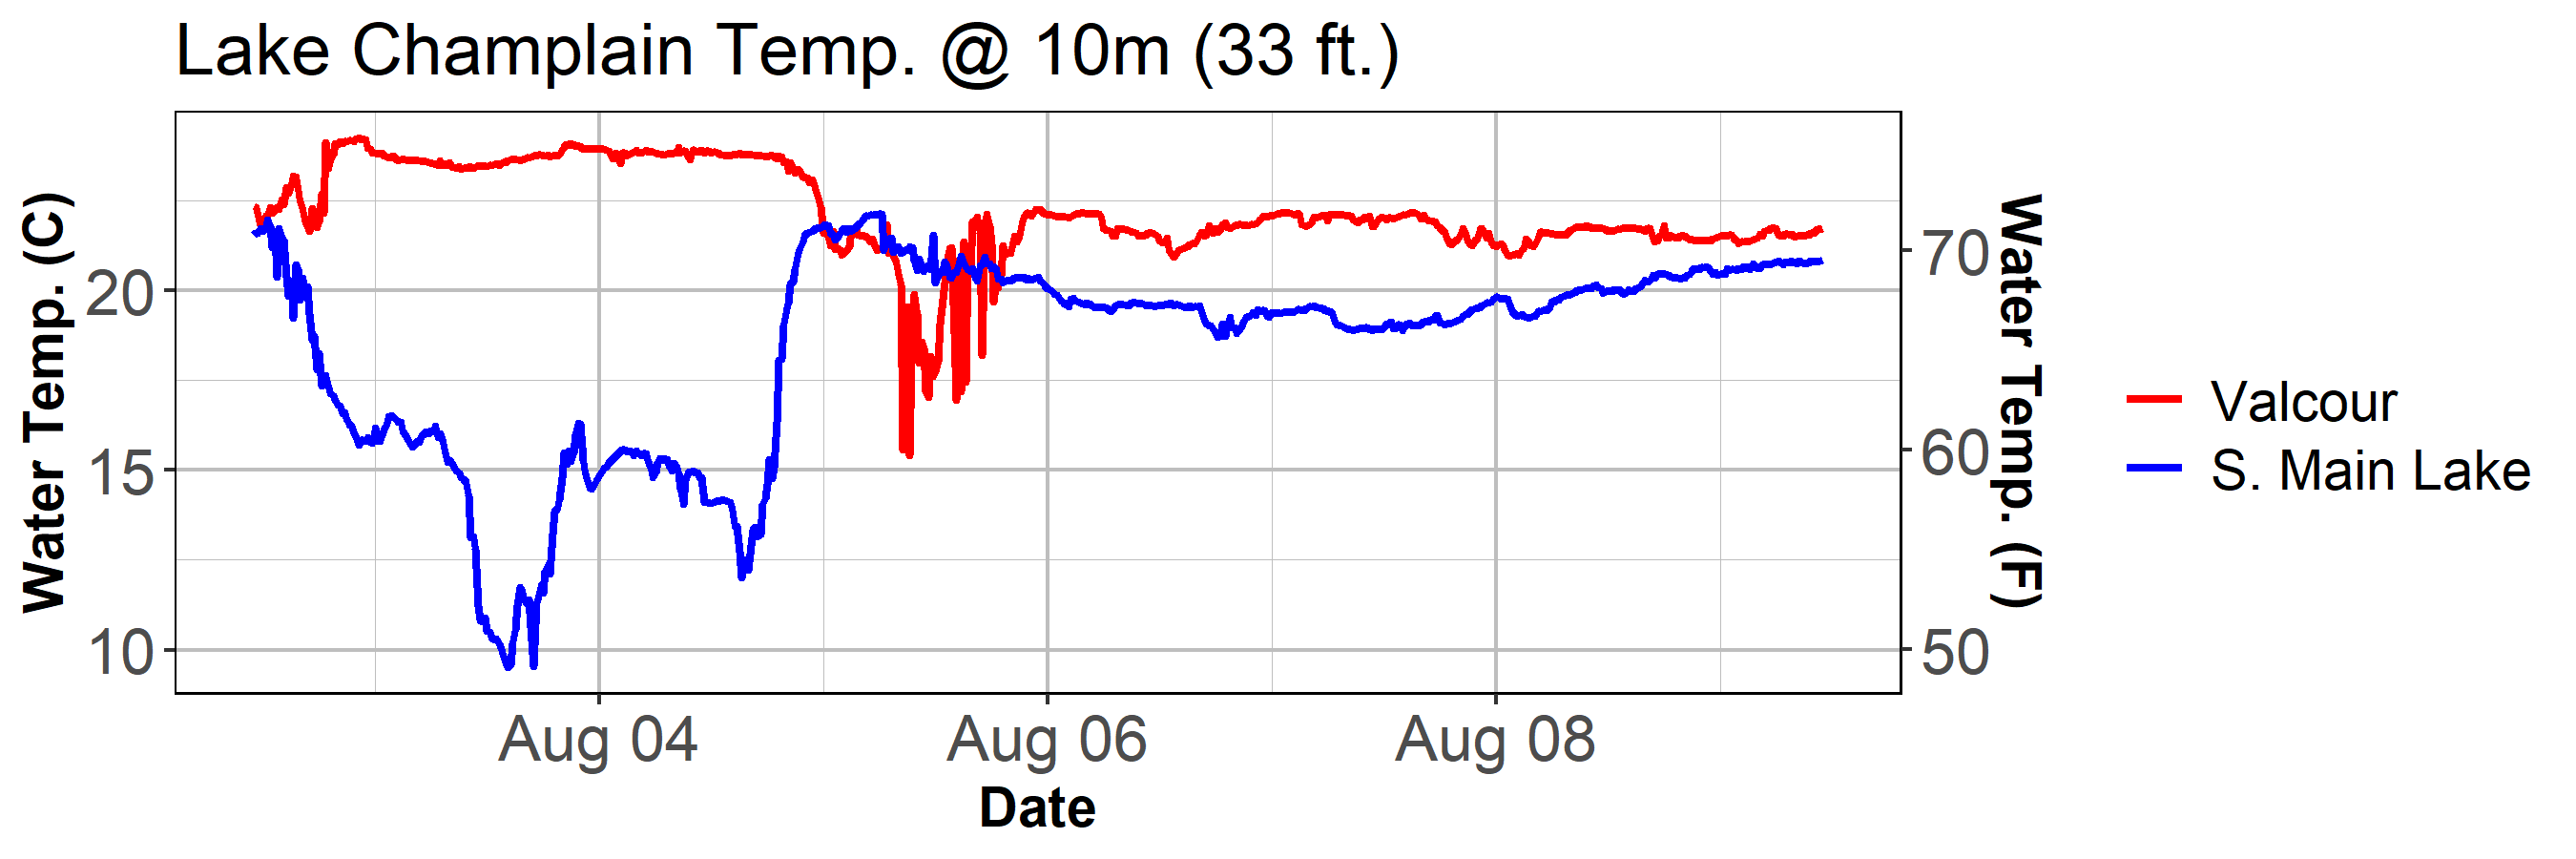 Lake Champlain Temp. @ 10m (33 ft.)
Water Temp. (C)
20
15
10
70
60
50
Water Temp. (F)
Aug 04
Aug 06
Aug 08
Date
Valcour
S. Main Lake